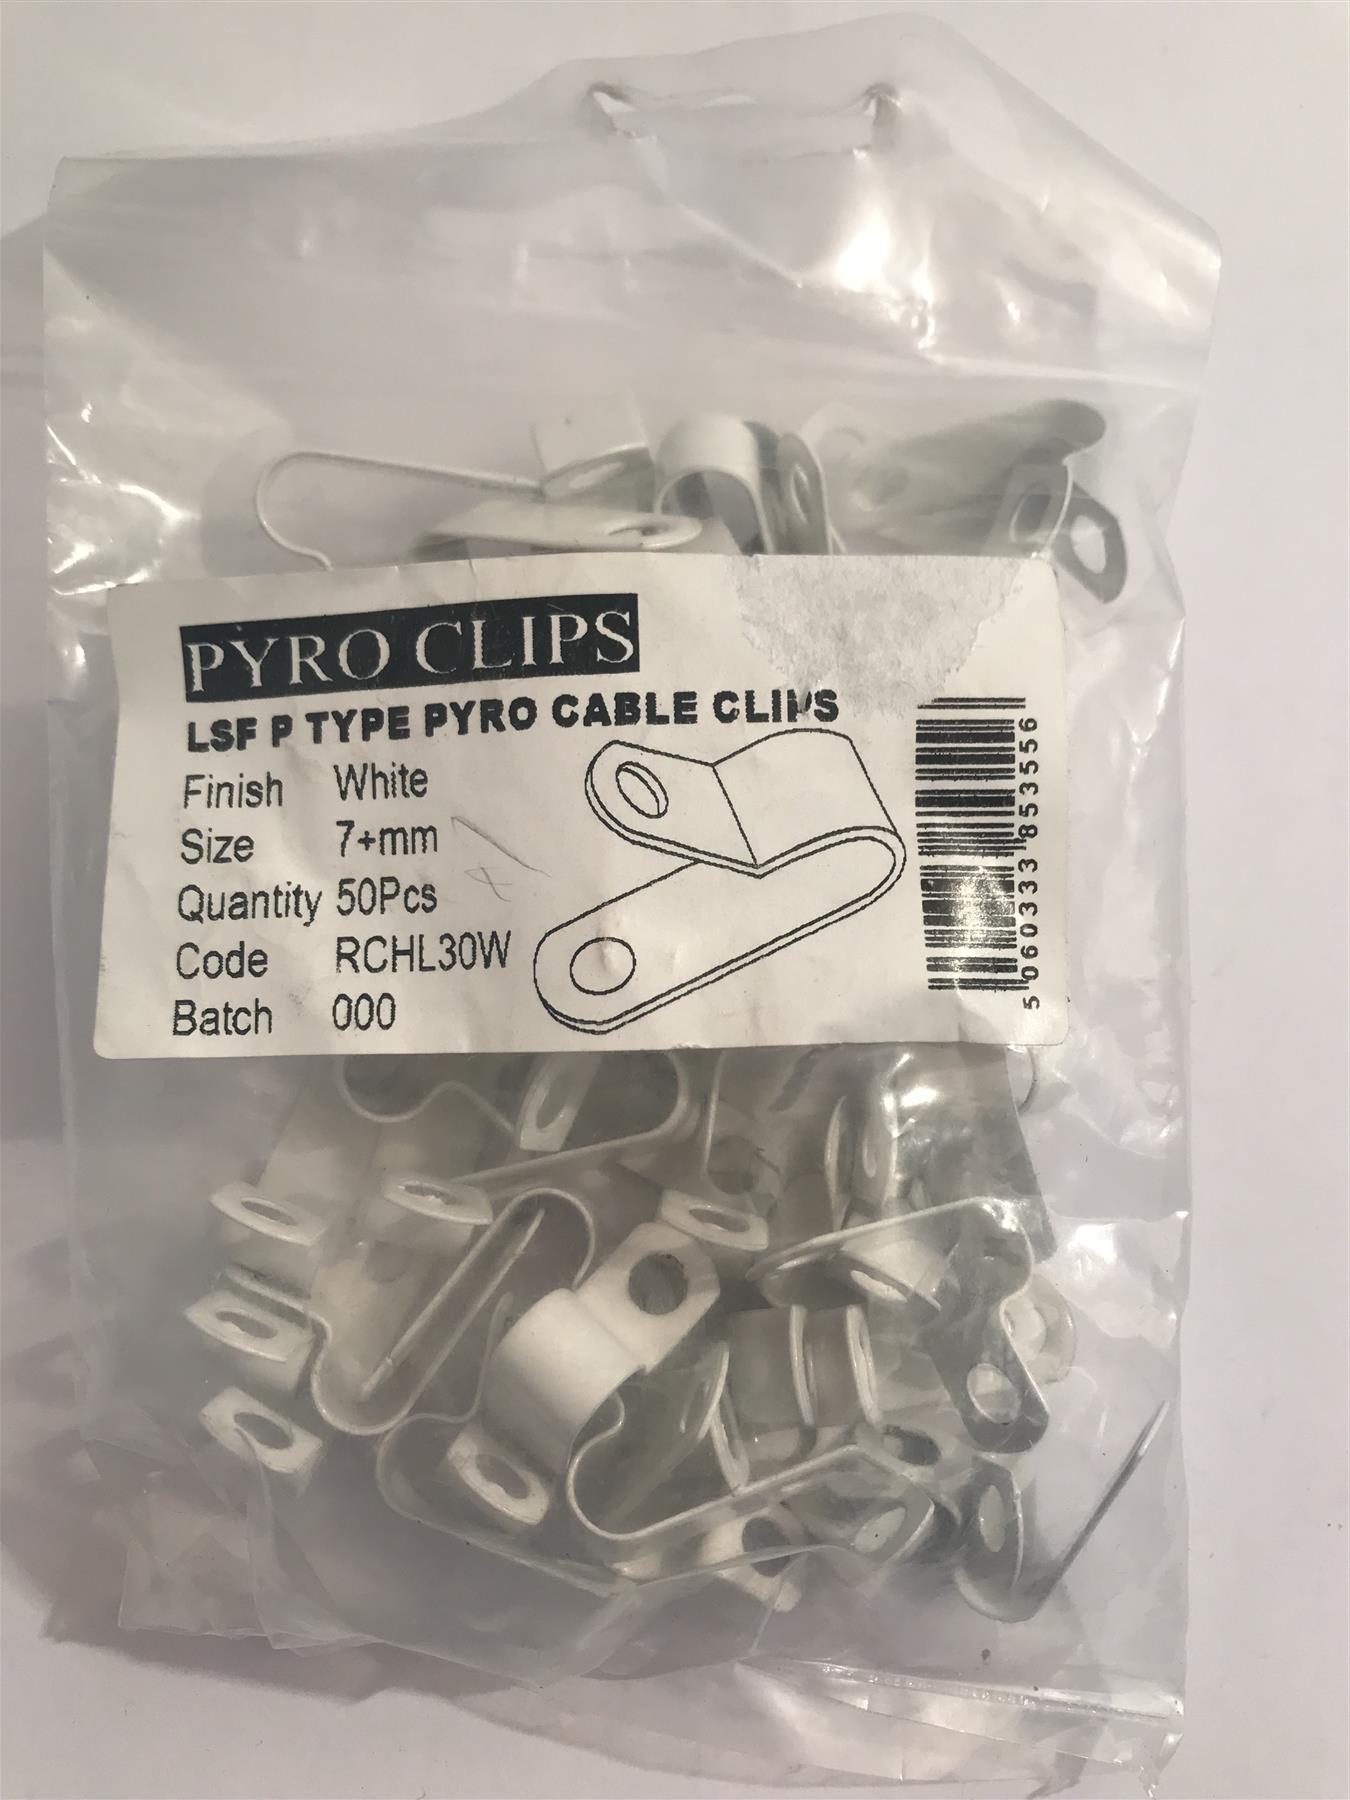 PYRO CLIPS
LSF P TYPE PYRO CABLE CLIPS
Finish White
Size 7+mm
Quantity 50Pcs
Code RCHL30W
Batch 000
5 060333 853556